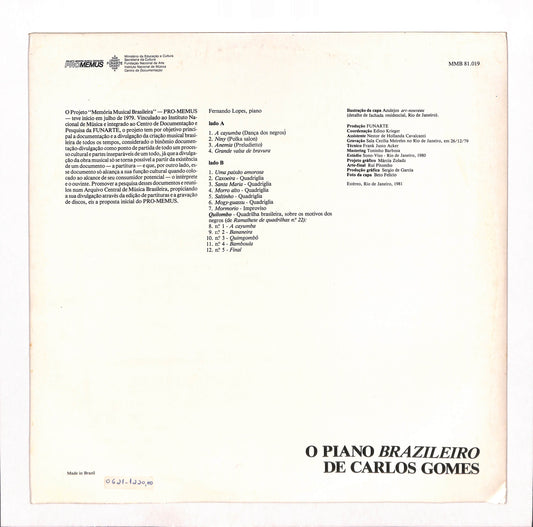 PRO-MEMUS
Ministério da Educação e Cultura
Secretaria da Cultura
Fundação Nacional de Arte
Instituto Nacional de Música
Centro de Documentação
MMB 81.019
O Projeto "Memória Musical Brasileira" — PRO-MEMUS
— teve início em julho de 1979. Vinculado ao Instituto Na-
cional de Música e integrado ao Centro de Documentação e
Pesquisa da FUNARTE, o projeto tem por objetivo princi-
pal a documentação e a divulgação da criação musical brasi-
leira de todos os tempos, considerado o binômio documen-
tação-divulgação como ponto de partida de todo um proces-
so cultural e partes inseparáveis de um todo, já que a divulga-
ção da obra musical só se torna possível a partir da existência
de um documento — a partitura — e que, por outro lado, es-
se documento só alcança a sua função cultural quando colo-
cado ao alcance de seu consumidor potencial — o intérprete
e o ouvinte. Promover a pesquisa desses documentos e reuni-
los num Arquivo Central de Música Brasileira, propiciando
a sua divulgação através da edição de partituras e a gravação
de discos, eis a proposta inicial do PRO-MEMUS.
Fernando Lopes, piano
lado A
1. A cayumba (Dança dos negros)
2. Niny (Polka salon)
3. Anemia (Preludietto)
4. Grande valse de bravura
lado B
1. Uma paixão amorosa
2. Caxoeira - Quadriglia
3. Santa Maria - Quadriglia
4. Morro alto - Quadriglia
5. Saltinho - Quadriglia
6. Mogy-guassu - Quadriglia
7. Mormorio - Improviso
Quilombo - Quadrilha brasileira, sobre os motivos dos
negros (de Ramalhete de quadrilhas n.º 22):
8. n.º 1 - A cayumba
9. n.º 2 - Bananeira
10. n.º 3 - Quimgombô
11. n.º 4 - Bamboula
12. n.º 5 - Final
Ilustração da capa Azulejos art-nouveau
(detalhe de fachada, residencial, Rio de Janeiro).
Produção FUNARTE
Coordenação Edino Krieger
Assistente Nestor de Hollanda Cavalcanti
Gravação Sala Cecília Meireles no Rio de Janeiro, em 26/12/79
Técnico Frank Justo Acker
Mastering Toninho Barbosa
Estúdio Sono-Viso - Rio de Janeiro, 1980
Projeto gráfico Márcia Zoladz
Arte-final Rui Pitombo
Produção gráfica Sergio de Garcia
Foto da capa Beto Felício
Estéreo, Rio de Janeiro, 1981
O PIANO BRAZILEIRO
DE CARLOS GOMES
Made in Brazil
0621-1220,00